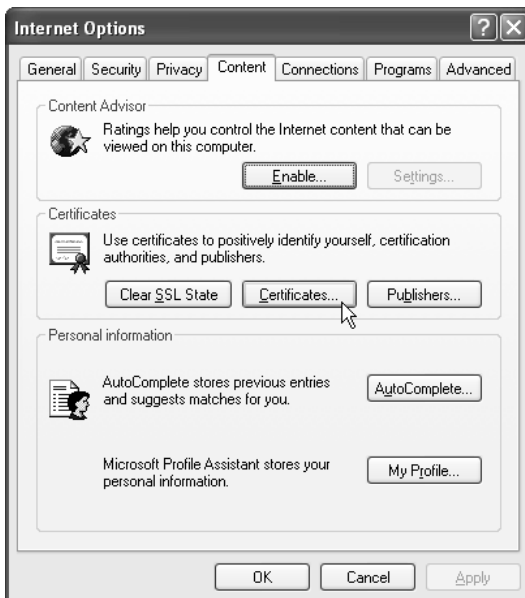 Internet Options
General Security Privacy Content Connections Programs Advanced
Content Advisor
Ratings help you control the Internet content that can be
viewed on this computer.
Enable... Settings...
Certificates
Use certificates to positively identify yourself, certification
authorities, and publishers.
Clear SSL State Certificates... Publishers...
Personal information
AutoComplete stores previous entries
and suggests matches for you.
AutoComplete...
Microsoft Profile Assistant stores your
personal information.
My Profile...
OK Cancel Apply